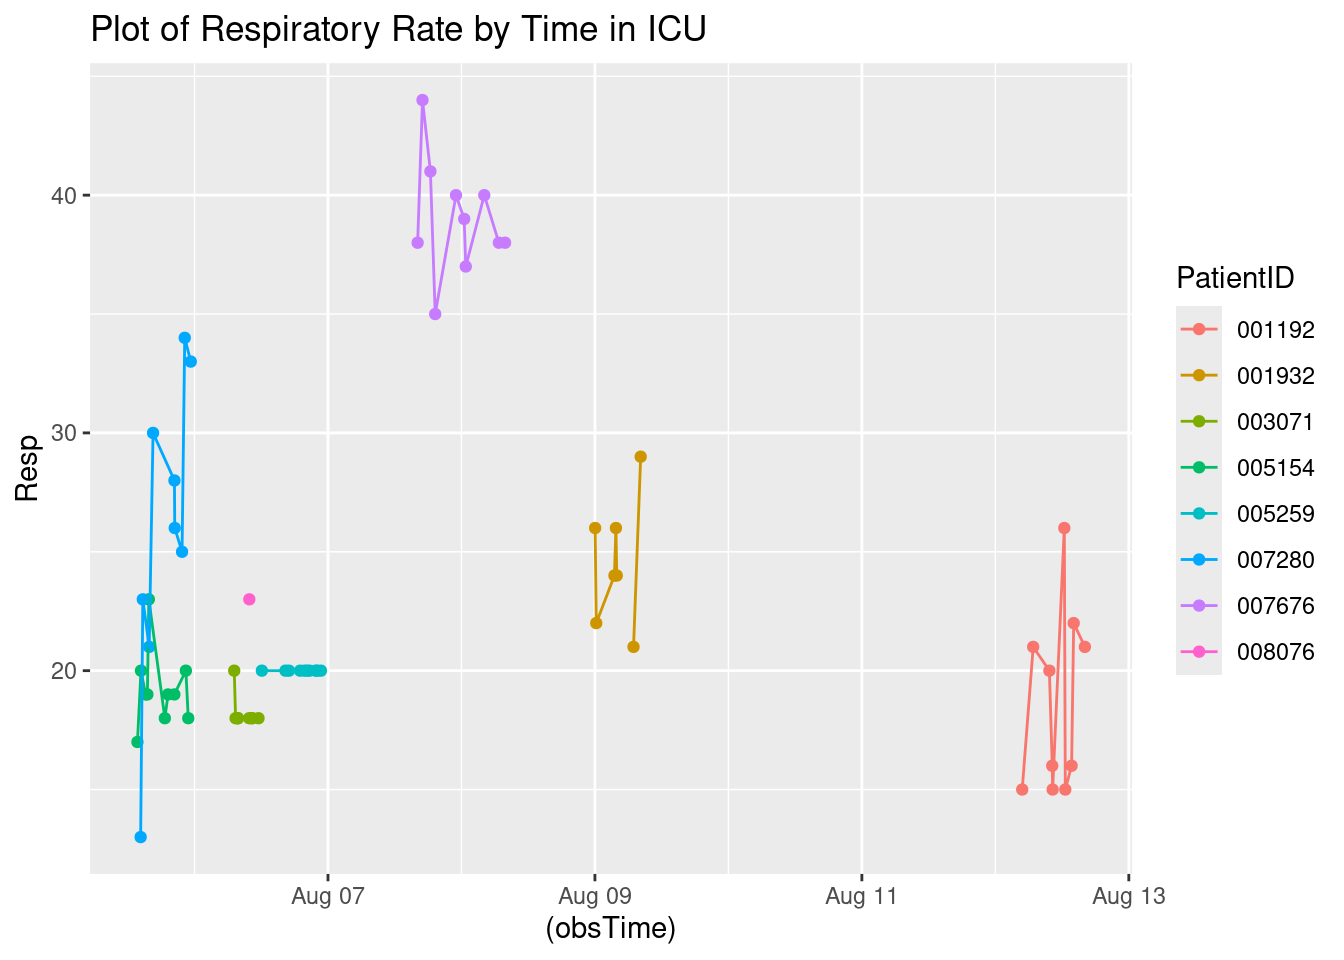 Plot of Respiratory Rate by Time in ICU
40
30
20
Resp
Aug 07
Aug 09
Aug 11
Aug 13
(obsTime)
PatientID
001192
001932
003071
005154
005259
007280
007676
008076